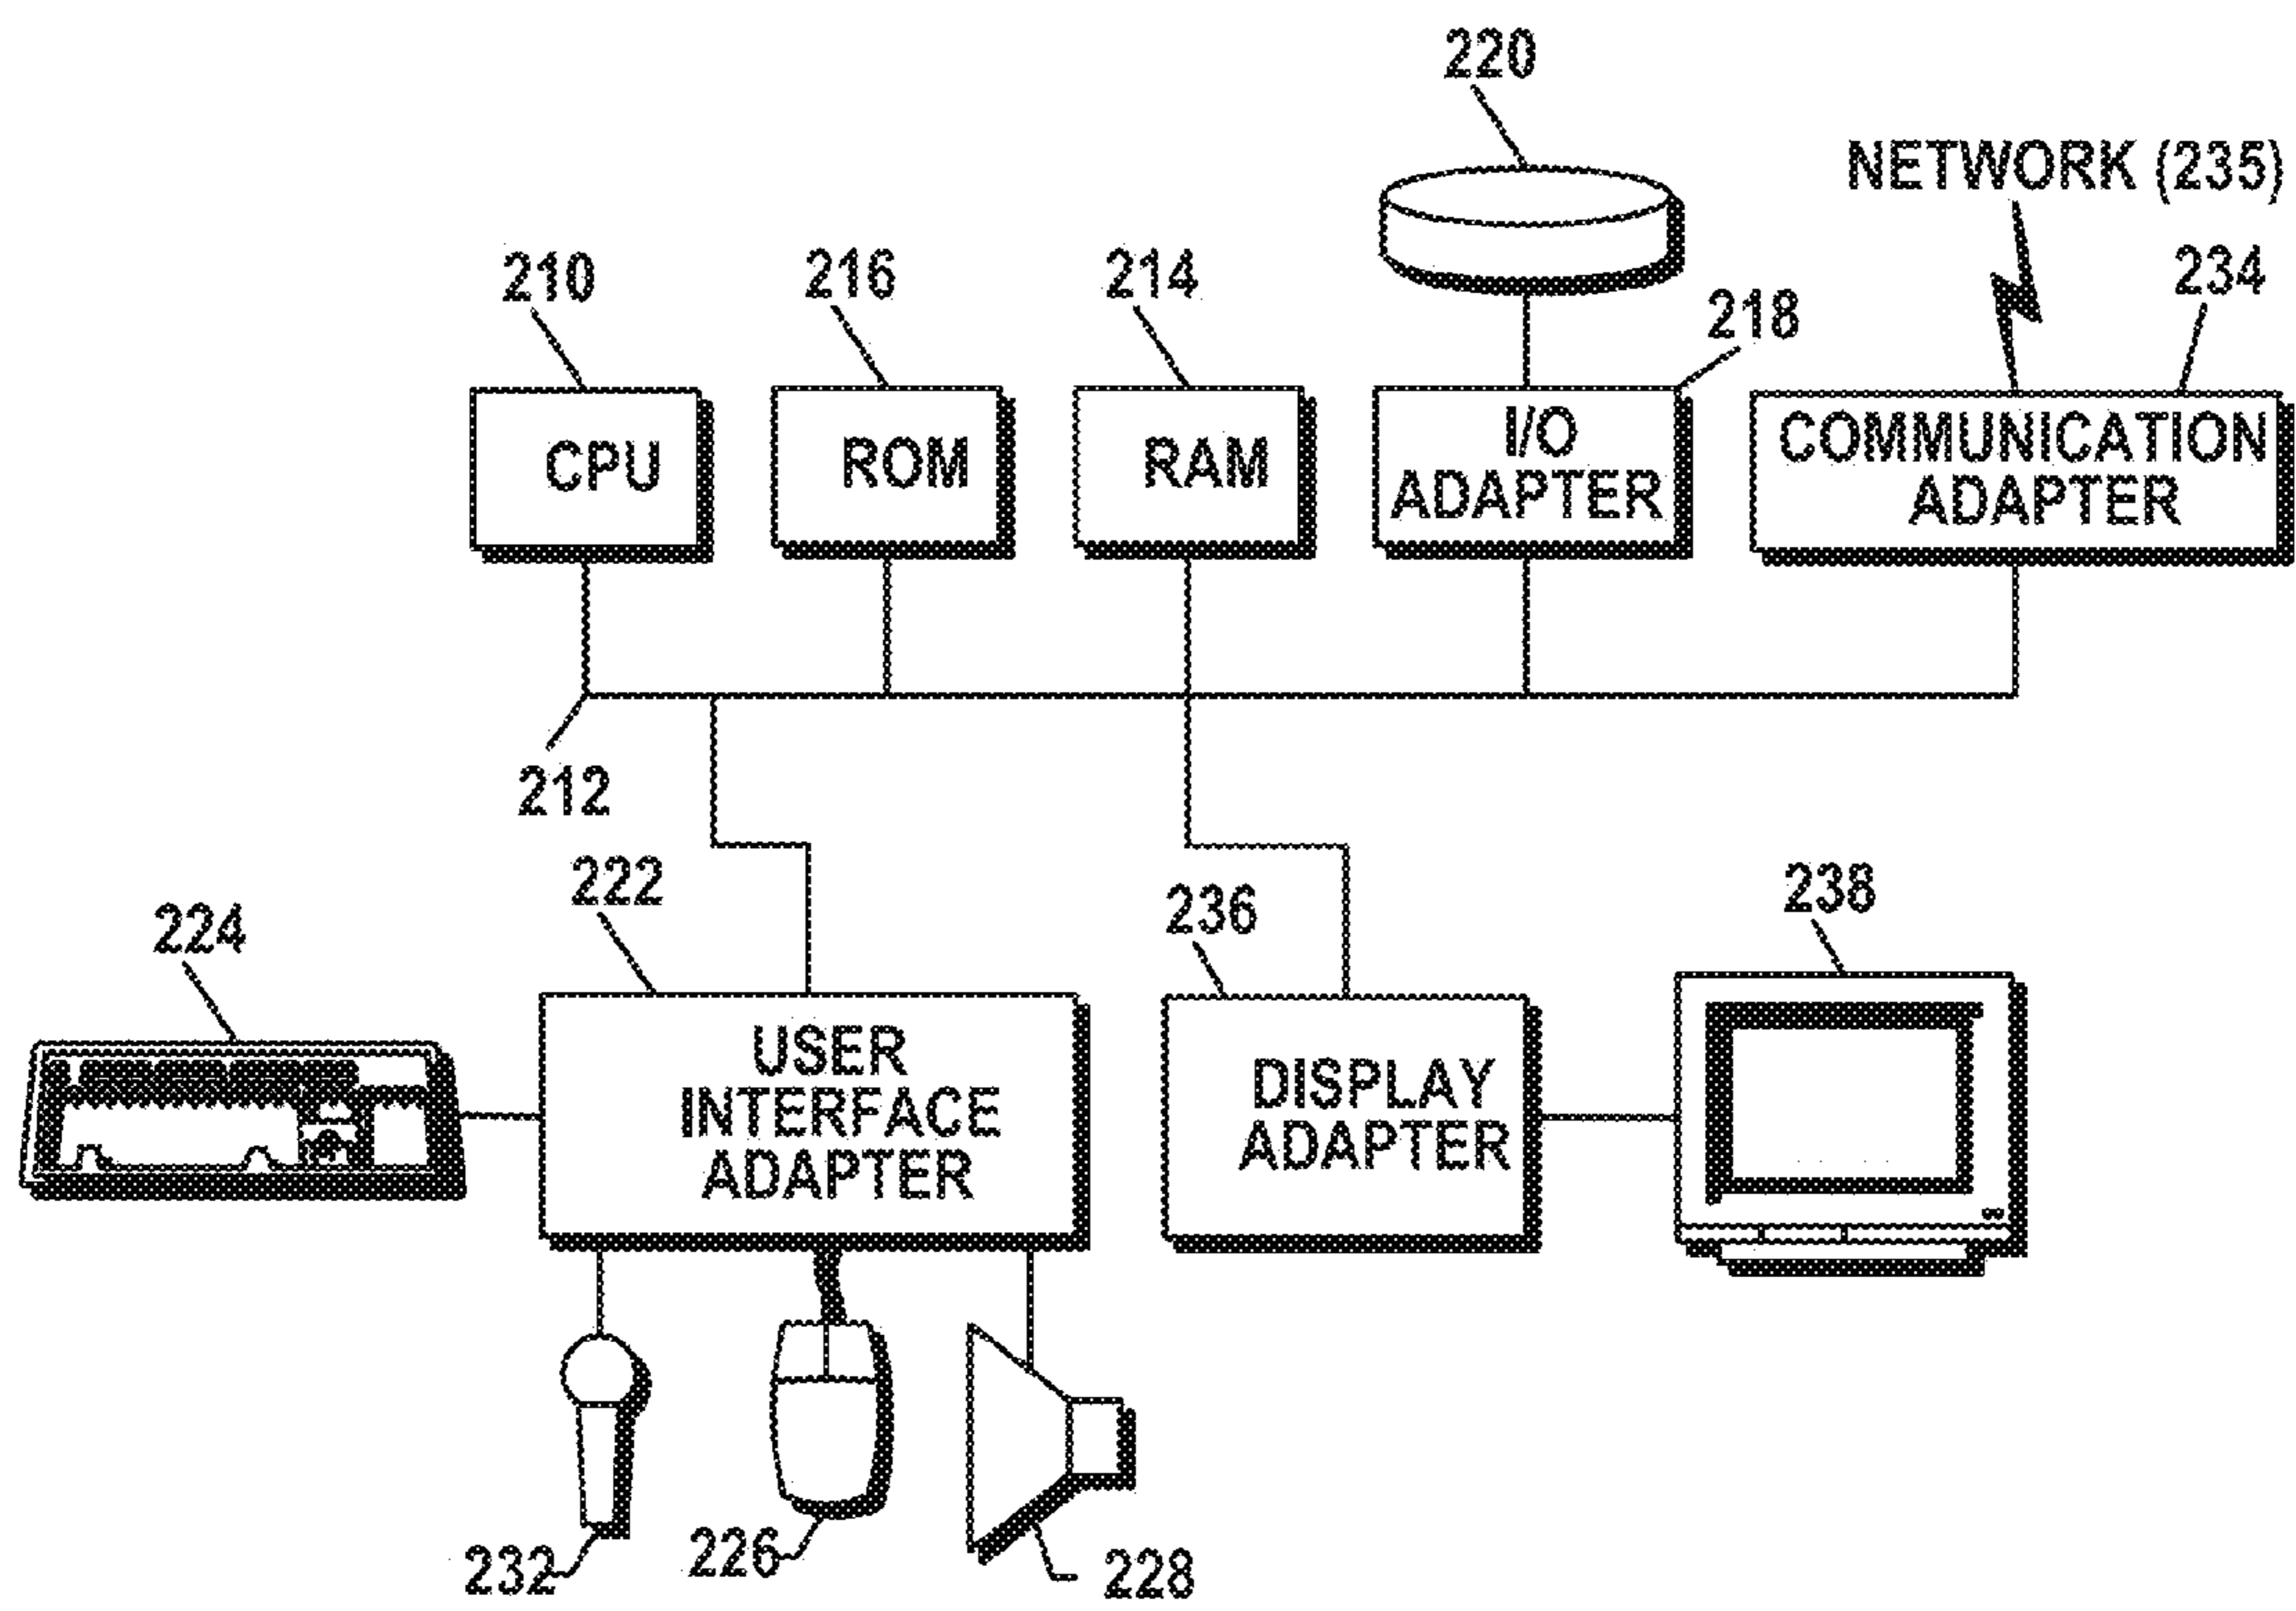 220
NETWORK (235)
210
216
214
218
234
CPU
ROM
RAM
I/O
ADAPTER
COMMUNICATION
ADAPTER
212
222
236
238
224
USER
INTERFACE
ADAPTER
DISPLAY
ADAPTER
232
226
228